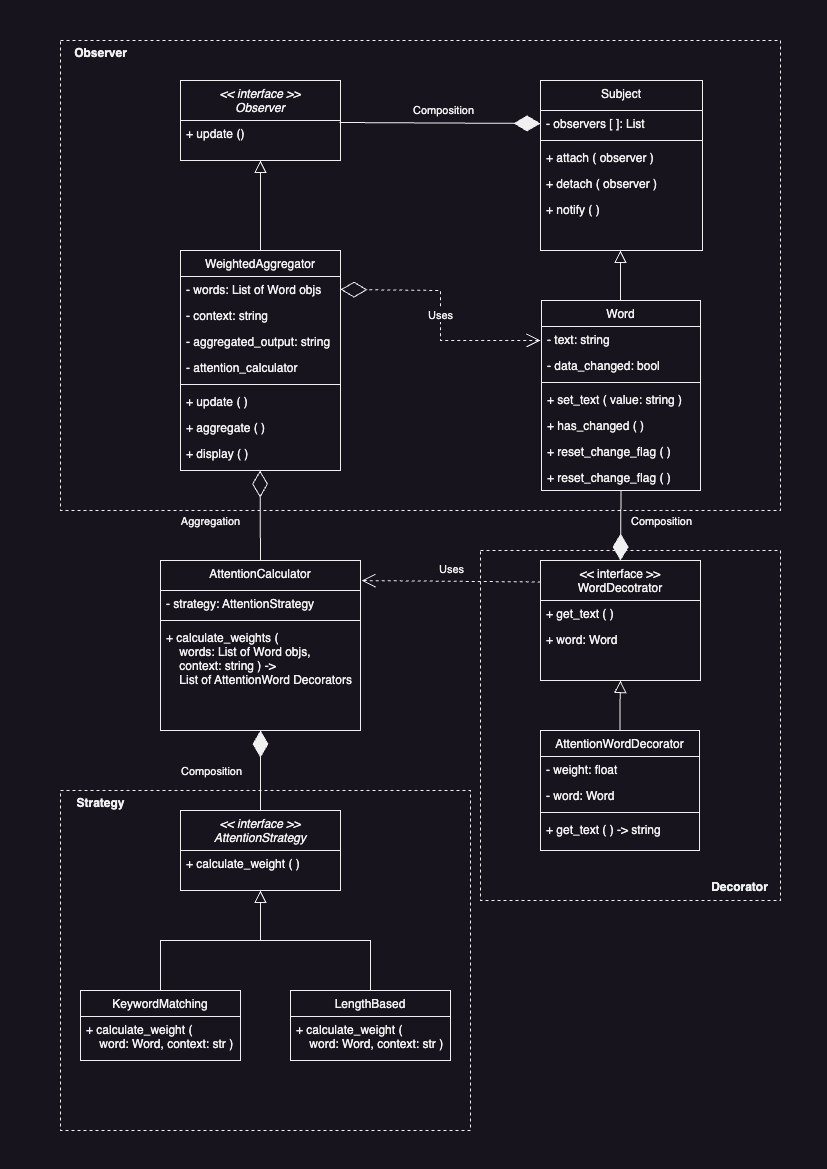 Observer
<< interface >>
Observer
+ update ()
Composition
Subject
- observers [ ]: List
+ attach ( observer )
+ detach ( observer )
+ notify ( )
WeightedAggregator
- words: List of Word objs
- context: string
- aggregated_output: string
- attention_calculator
+ update ( )
+ aggregate ( )
+ display ( )
Uses
Word
- text: string
- data_changed: bool
+ set_text ( value: string )
+ has_changed ( )
+ reset_change_flag ( )
+ reset_change_flag ( )
Aggregation
Composition
AttentionCalculator
- strategy: AttentionStrategy
+ calculate_weights (
words: List of Word objs,
context: string ) ->
List of AttentionWord Decorators
Uses
<< interface >>
WordDecotrator
+ get_text ( )
+ word: Word
AttentionWordDecorator
- weight: float
- word: Word
+ get_text ( ) -> string
Decorator
Composition
Strategy
<< interface >>
AttentionStrategy
+ calculate_weight ( )
KeywordMatching
+ calculate_weight (
word: Word, context: str )
LengthBased
+ calculate_weight (
word: Word, context: str )